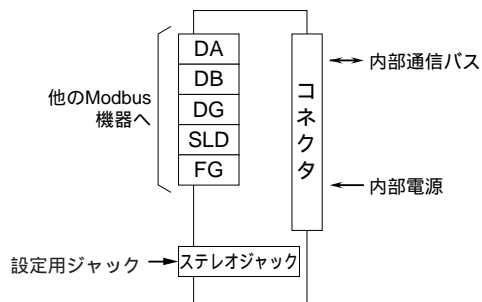 他のModbus
機器へ
DA
DB
DG
SLD
FG
コネクタ
内部通信バス
内部電源
設定用ジャック
ステレオジャック